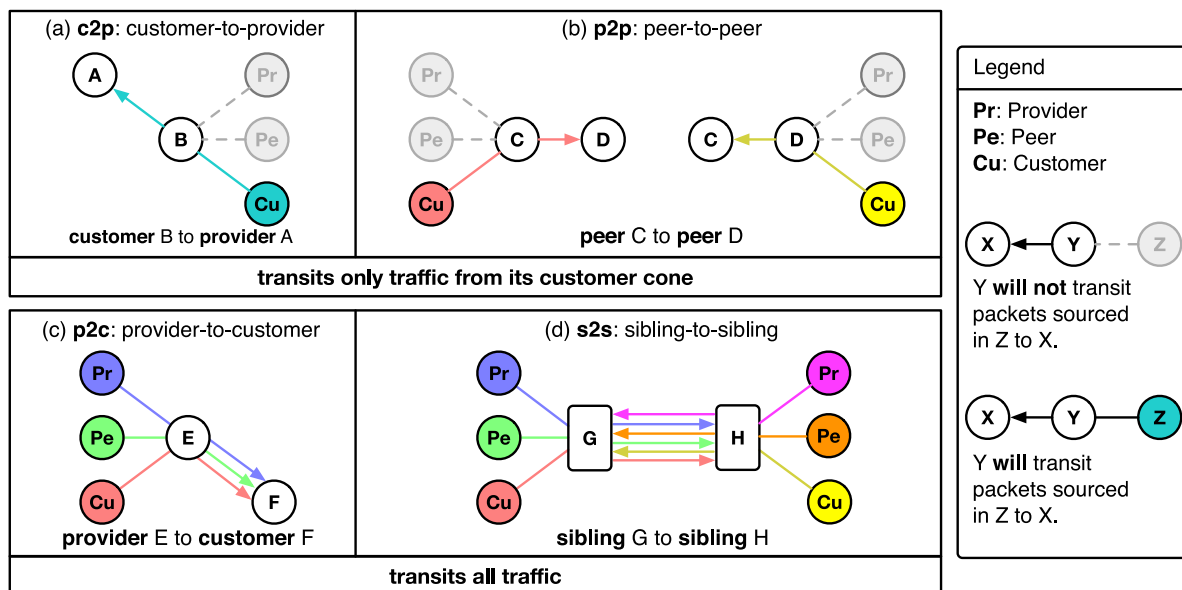 (a) c2p: customer-to-provider
A
Pr
B
Pe
Cu
customer B to provider A
(b) p2p: peer-to-peer
Pr
Pr
Pe
C
D
C
D
Pe
Cu
Cu
peer C to peer D
transits only traffic from its customer cone
(c) p2c: provider-to-customer
Pr
Pe
E
Cu
F
provider E to customer F
(d) s2s: sibling-to-sibling
Pr
Pr
Pe
G
H
Pe
Cu
Cu
sibling G to sibling H
transits all traffic
Legend
Pr: Provider
Pe: Peer
Cu: Customer
X
Y
Z
Y will not transit
packets sourced
in Z to X.
X
Y
Z
Y will transit
packets sourced
in Z to X.